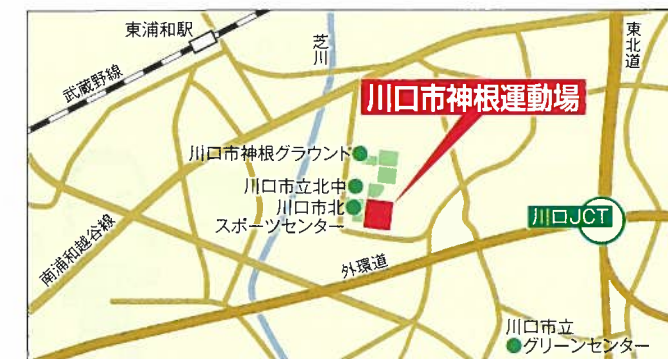 東浦和駅
武蔵野線
芝川
東北道
川口市神根運動場
川口市神根グラウンド
川口市立北中
川口市北
スポーツセンター
川口JCT
南浦和越谷線
外環道
川口市立
グリーンセンター